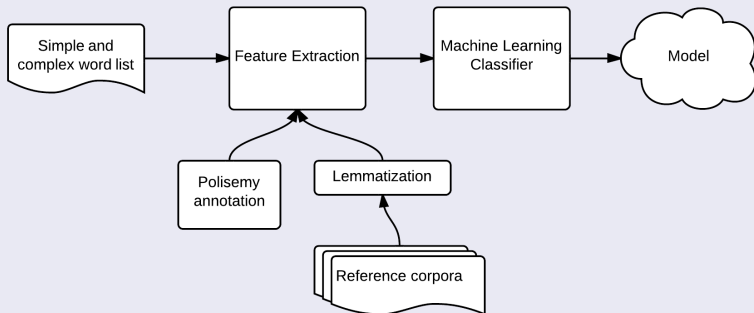 Simple and
complex word list
Feature Extraction
Machine Learning
Classifier
Model
Polisemy
annotation
Lemmatization
Reference corpora